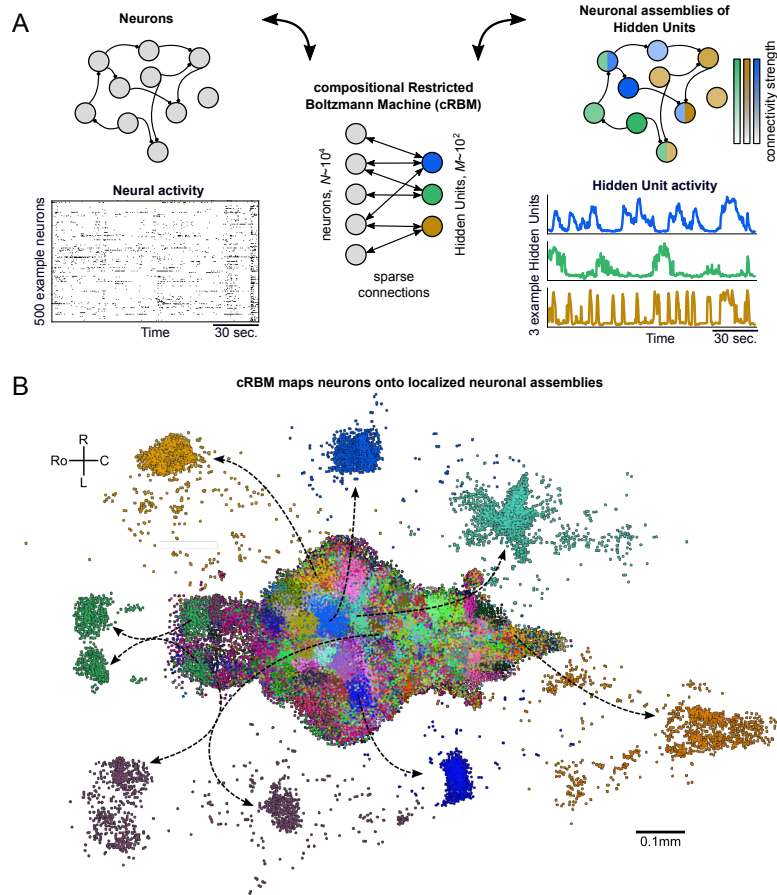 A
Neurons
Neural activity
500 example neurons
Time
30 sec.
compositional Restricted
Boltzmann Machine (cRBM)
neurons, N~10⁴
Hidden Units, M~10²
sparse
connections
Neuronal assemblies of
Hidden Units
connectivity strength
Hidden Unit activity
3 example Hidden Units
Time
30 sec.
B
cRBM maps neurons onto localized neuronal assemblies
R
Ro
C
L
0.1mm